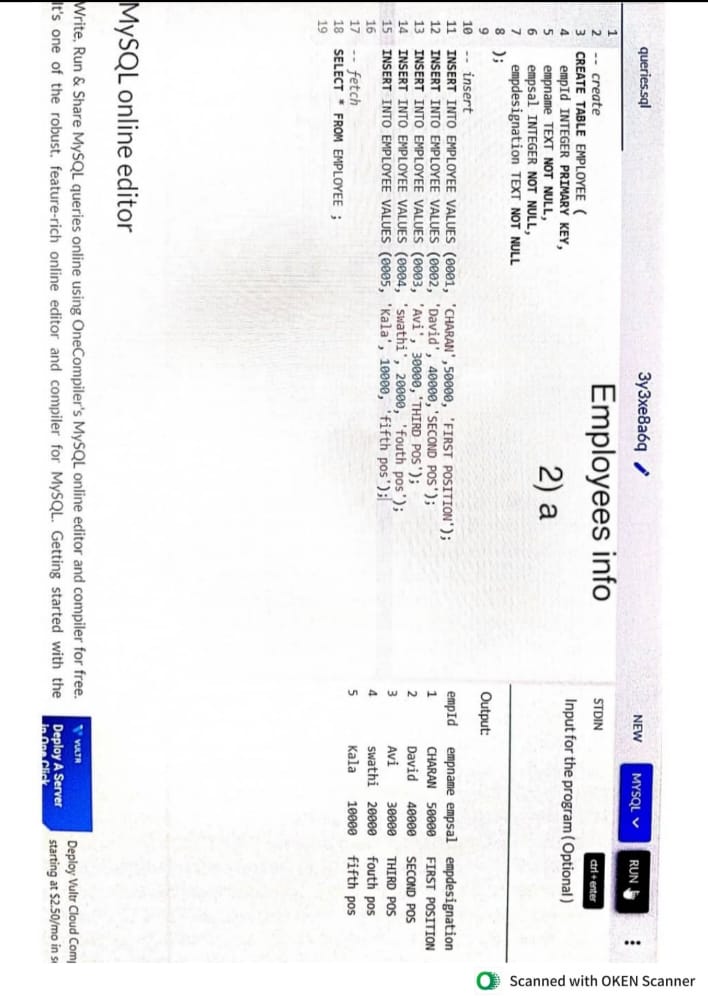 queries.sql
3y3xe8a6q
NEW
MYSQL
RUN
Employees info
2) a
1
2 -- create
3 CREATE TABLE EMPLOYEE (
4 empId INTEGER PRIMARY KEY,
5 empname TEXT NOT NULL,
6 empsal INTEGER NOT NULL,
7 empdesignation TEXT NOT NULL
8 );
9
10 -- insert
11 INSERT INTO EMPLOYEE VALUES (0001, 'CHARAN',50000, 'FIRST POSITION');
12 INSERT INTO EMPLOYEE VALUES (0002, 'David', 40000,'SECOND POS');
13 INSERT INTO EMPLOYEE VALUES (0003, 'Avi', 30000,'THIRD POS');
14 INSERT INTO EMPLOYEE VALUES (0004, 'swathi', 20000, 'fouth pos');
15 INSERT INTO EMPLOYEE VALUES (0005, 'Kala', 10000, 'fifth pos');
16
17 -- fetch
18 SELECT * FROM EMPLOYEE ;
19
STDIN
ctrl+enter
Input for the program (Optional)
Output:
empId empname empsal empdesignation
1 CHARAN 50000 FIRST POSITION
2 David 40000 SECOND POS
3 Avi 30000 THIRD POS
4 swathi 20000 fouth pos
5 Kala 10000 fifth pos
MySQL online editor
Write, Run & Share MySQL queries online using OneCompiler's MySQL online editor and compiler for free.
It's one of the robust, feature-rich online editor and compiler for MySQL. Getting started with the
VULTR
Deploy A Server
In One Click
Deploy Vultr Cloud Comp
starting at $2.50/mo in
Scanned with OKEN Scanner